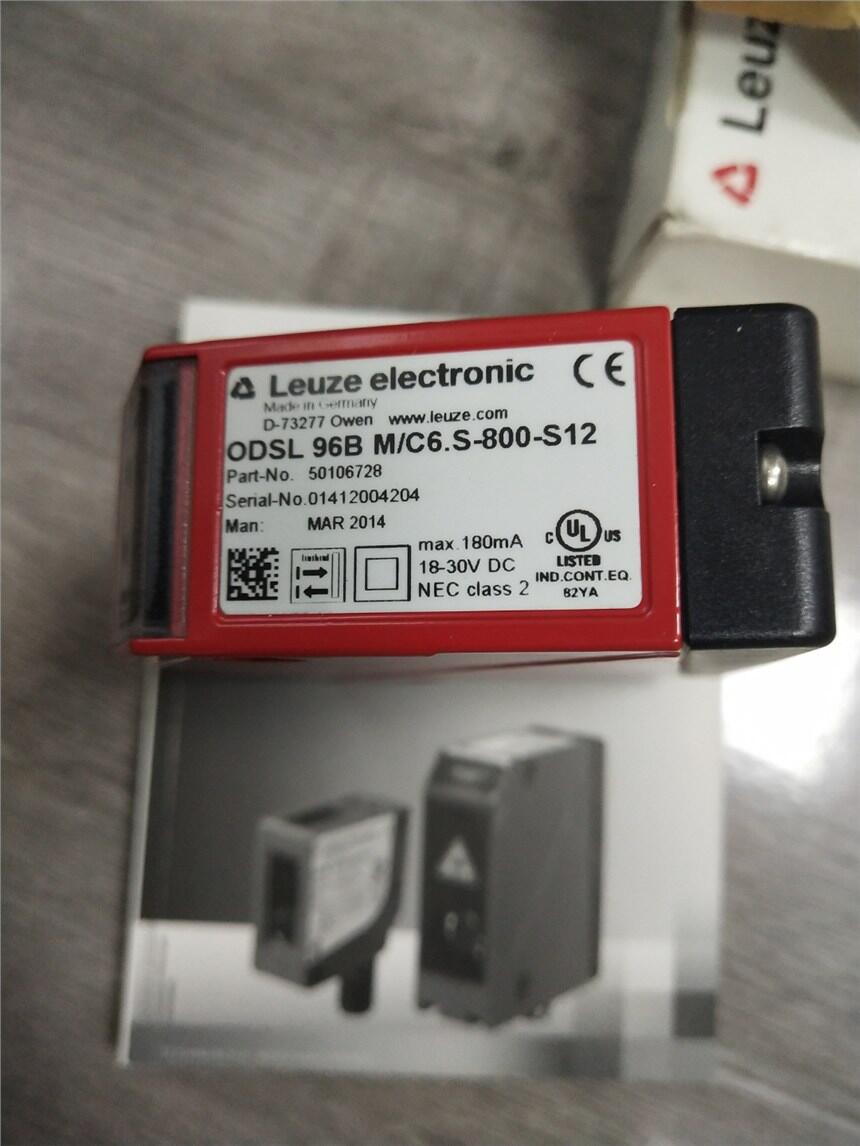 Leuz
Leuze electronic
CE
Made in Germany
D-73277 Owen www.leuze.com
ODSL 96B M/C6.S-800-S12
Part-No. 50106728
Serial-No.01412004204
Man: MAR 2014
max.180mA
18-30V DC
NEC class 2
C UL US
LISTED
IND.CONT.EQ.
82YA